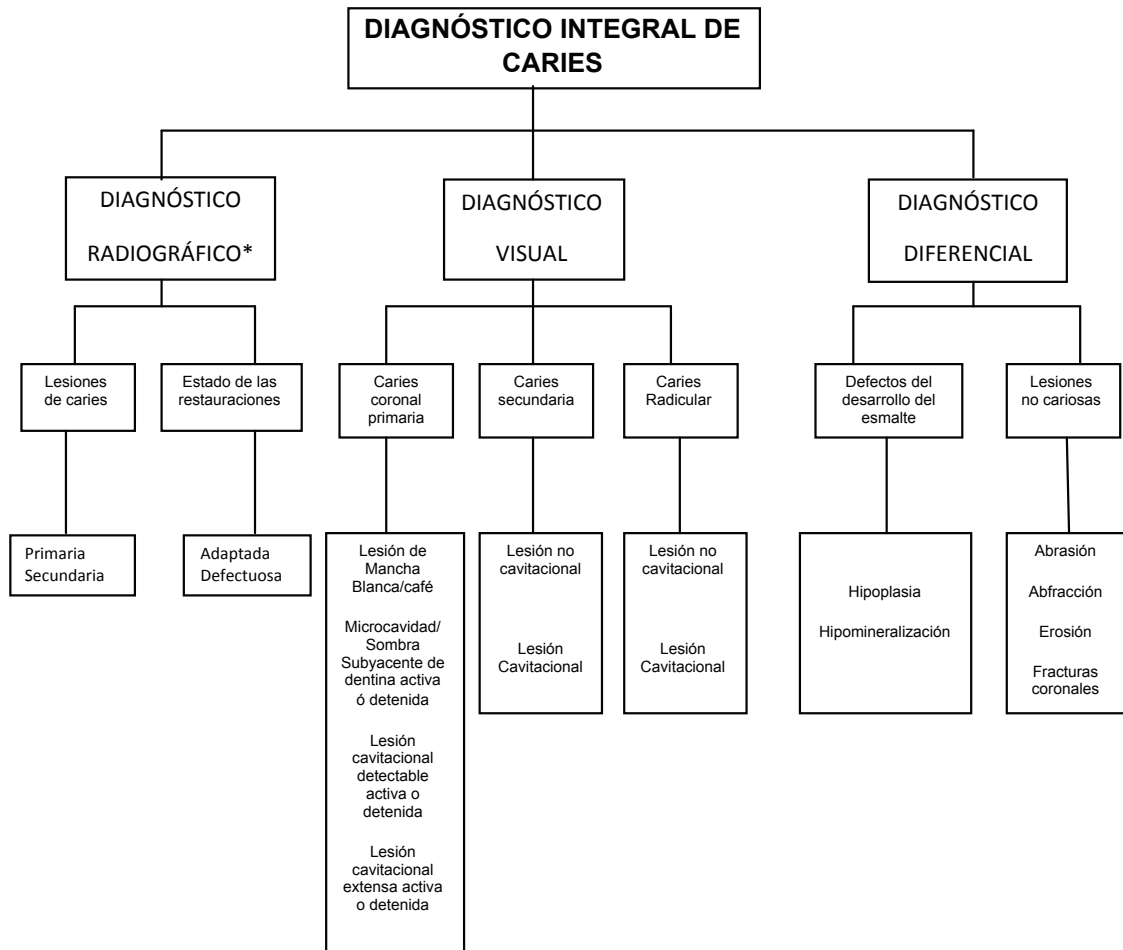 DIAGNÓSTICO INTEGRAL DE
CARIES
DIAGNÓSTICO
RADIOGRÁFICO*
DIAGNÓSTICO
VISUAL
DIAGNÓSTICO
DIFERENCIAL
Lesiones
de caries
Estado de las
restauraciones
Caries
coronal
primaria
Caries
secundaria
Caries
Radicular
Defectos del
desarrollo del
esmalte
Lesiones
no cariosas
Primaria
Secundaria
Adaptada
Defectuosa
Lesión de
Mancha
Blanca/café
Microcavidad/
Sombra
Subyacente de
dentina activa
ó detenida
Lesión
cavitacional
detectable
activa o
detenida
Lesión
cavitacional
extensa activa
o detenida
Lesión no
cavitacional
Lesión
Cavitacional
Lesión no
cavitacional
Lesión
Cavitacional
Hipoplasia
Hipomineralización
Abrasión
Abfracción
Erosión
Fracturas
coronales